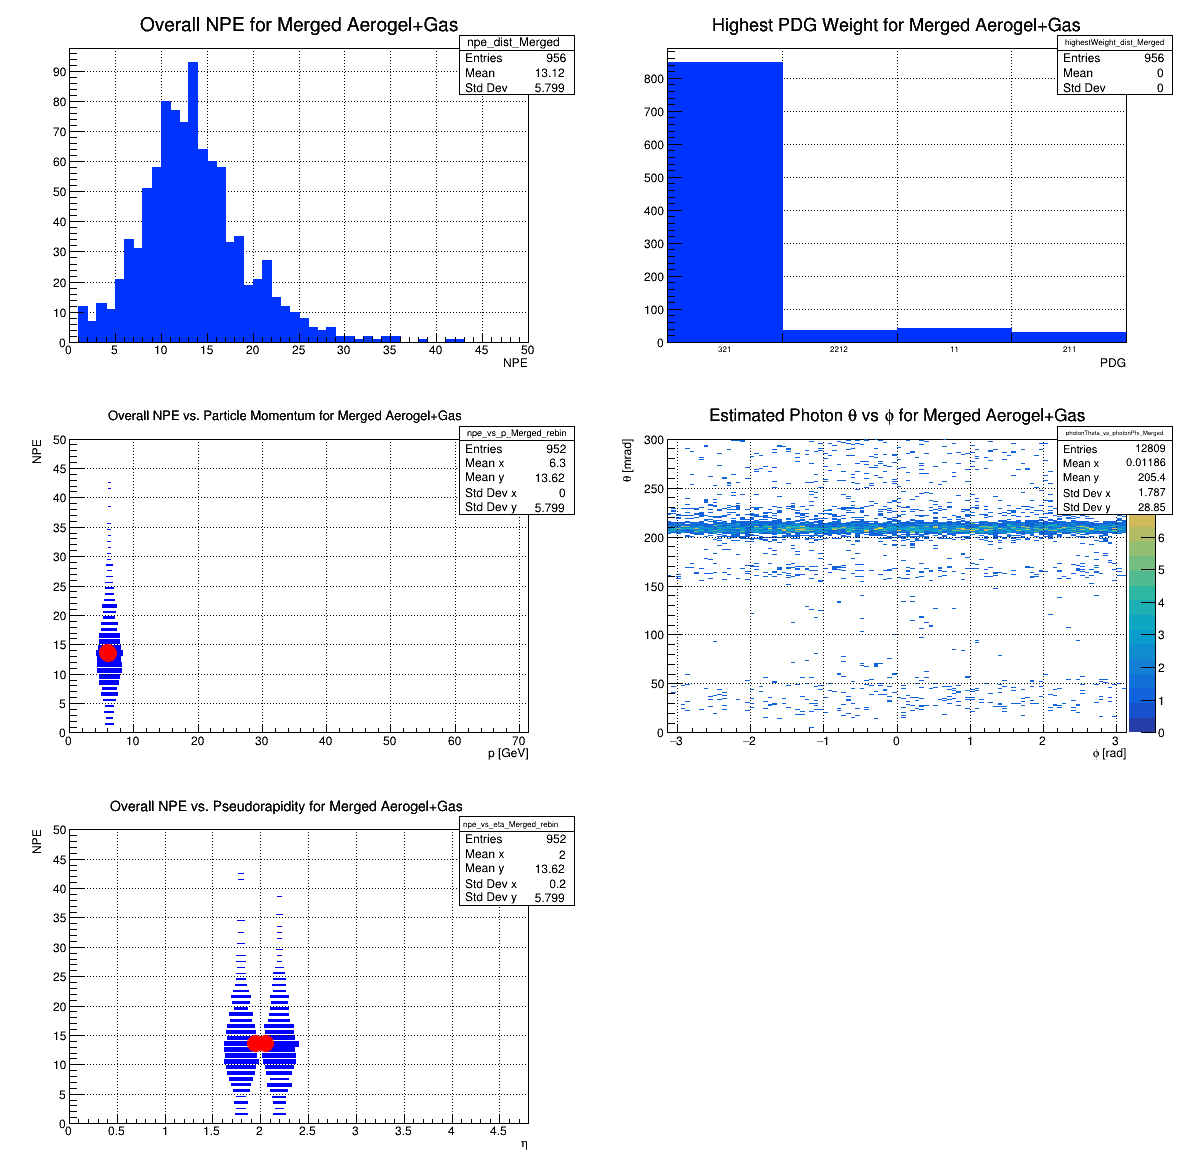 Overall NPE for Merged Aerogel+Gas
npe_dist_Merged
Entries 956
Mean 13.12
Std Dev 5.799
90
80
70
60
50
40
30
20
10
0
0 5 10 15 20 25 30 35 40 45 50
NPE
Highest PDG Weight for Merged Aerogel+Gas
highestWeight_dist_Merged
Entries 956
Mean 0
Std Dev 0
800
700
600
500
400
300
200
100
0
321 2212 11 211
PDG
Overall NPE vs. Particle Momentum for Merged Aerogel+Gas
npe_vs_p_Merged_rebin
Entries 952
Mean x 6.3
Mean y 13.62
Std Dev x 0
Std Dev y 5.799
NPE
50
45
40
35
30
25
20
15
10
5
0
0 10 20 30 40 50 60 70
p [GeV]
Estimated Photon θ vs ϕ for Merged Aerogel+Gas
photonTheta_vs_photonPhi_Merged
Entries 12809
Mean x 0.01186
Mean y 205.4
Std Dev x 1.787
Std Dev y 28.85
θ [mrad]
300
250
200
150
100
50
0
−3 −2 −1 0 1 2 3
ϕ [rad]
6
5
4
3
2
1
0
Overall NPE vs. Pseudorapidity for Merged Aerogel+Gas
npe_vs_eta_Merged_rebin
Entries 952
Mean x 2
Mean y 13.62
Std Dev x 0.2
Std Dev y 5.799
NPE
50
45
40
35
30
25
20
15
10
5
0
0 0.5 1 1.5 2 2.5 3 3.5 4 4.5
η